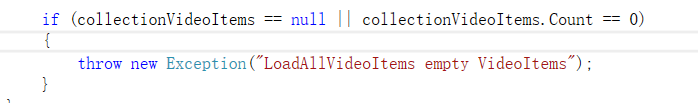 if (collectionVideoItems == null || collectionVideoItems.Count == 0)
{
throw new Exception("LoadAllVideoItems empty VideoItems");
}